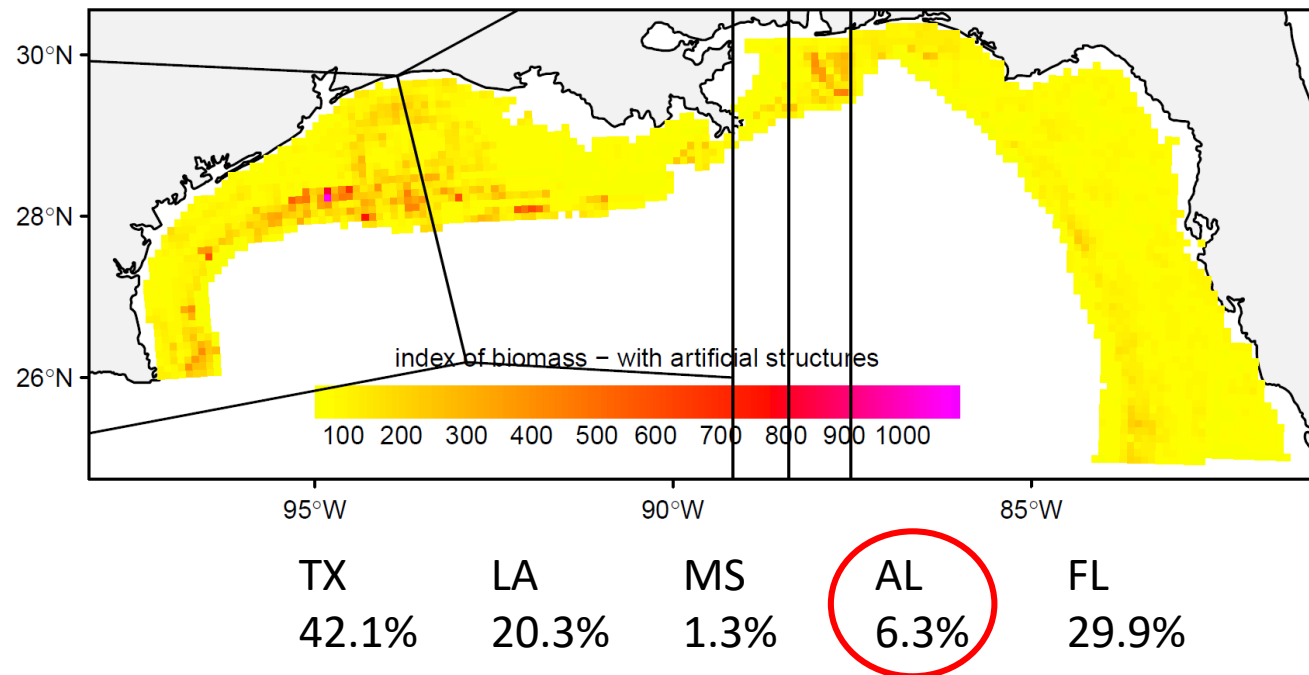 30°N
28°N
26°N
index of biomass − with artificial structures
100 200 300 400 500 600 700 800 900 1000
95°W 90°W 85°W
TX LA MS AL FL
42.1% 20.3% 1.3% 6.3% 29.9%